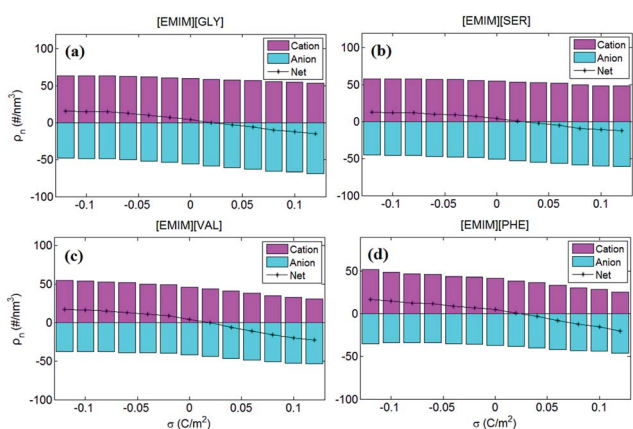 [EMIM][GLY]
(a)
Cation
Anion
Net
100
50
0
-50
-100
-0.1
-0.05
0
0.05
0.1
ρn (#/nm³)
[EMIM][SER]
(b)
Cation
Anion
Net
100
50
0
-50
-100
-0.1
-0.05
0
0.05
0.1
[EMIM][VAL]
(c)
Cation
Anion
Net
100
50
0
-50
-100
-0.1
-0.05
0
0.05
0.1
ρn (#/nm³)
σ (C/m²)
[EMIM][PHE]
(d)
Cation
Anion
Net
50
0
-50
-100
-0.1
-0.05
0
0.05
0.1
σ (C/m²)